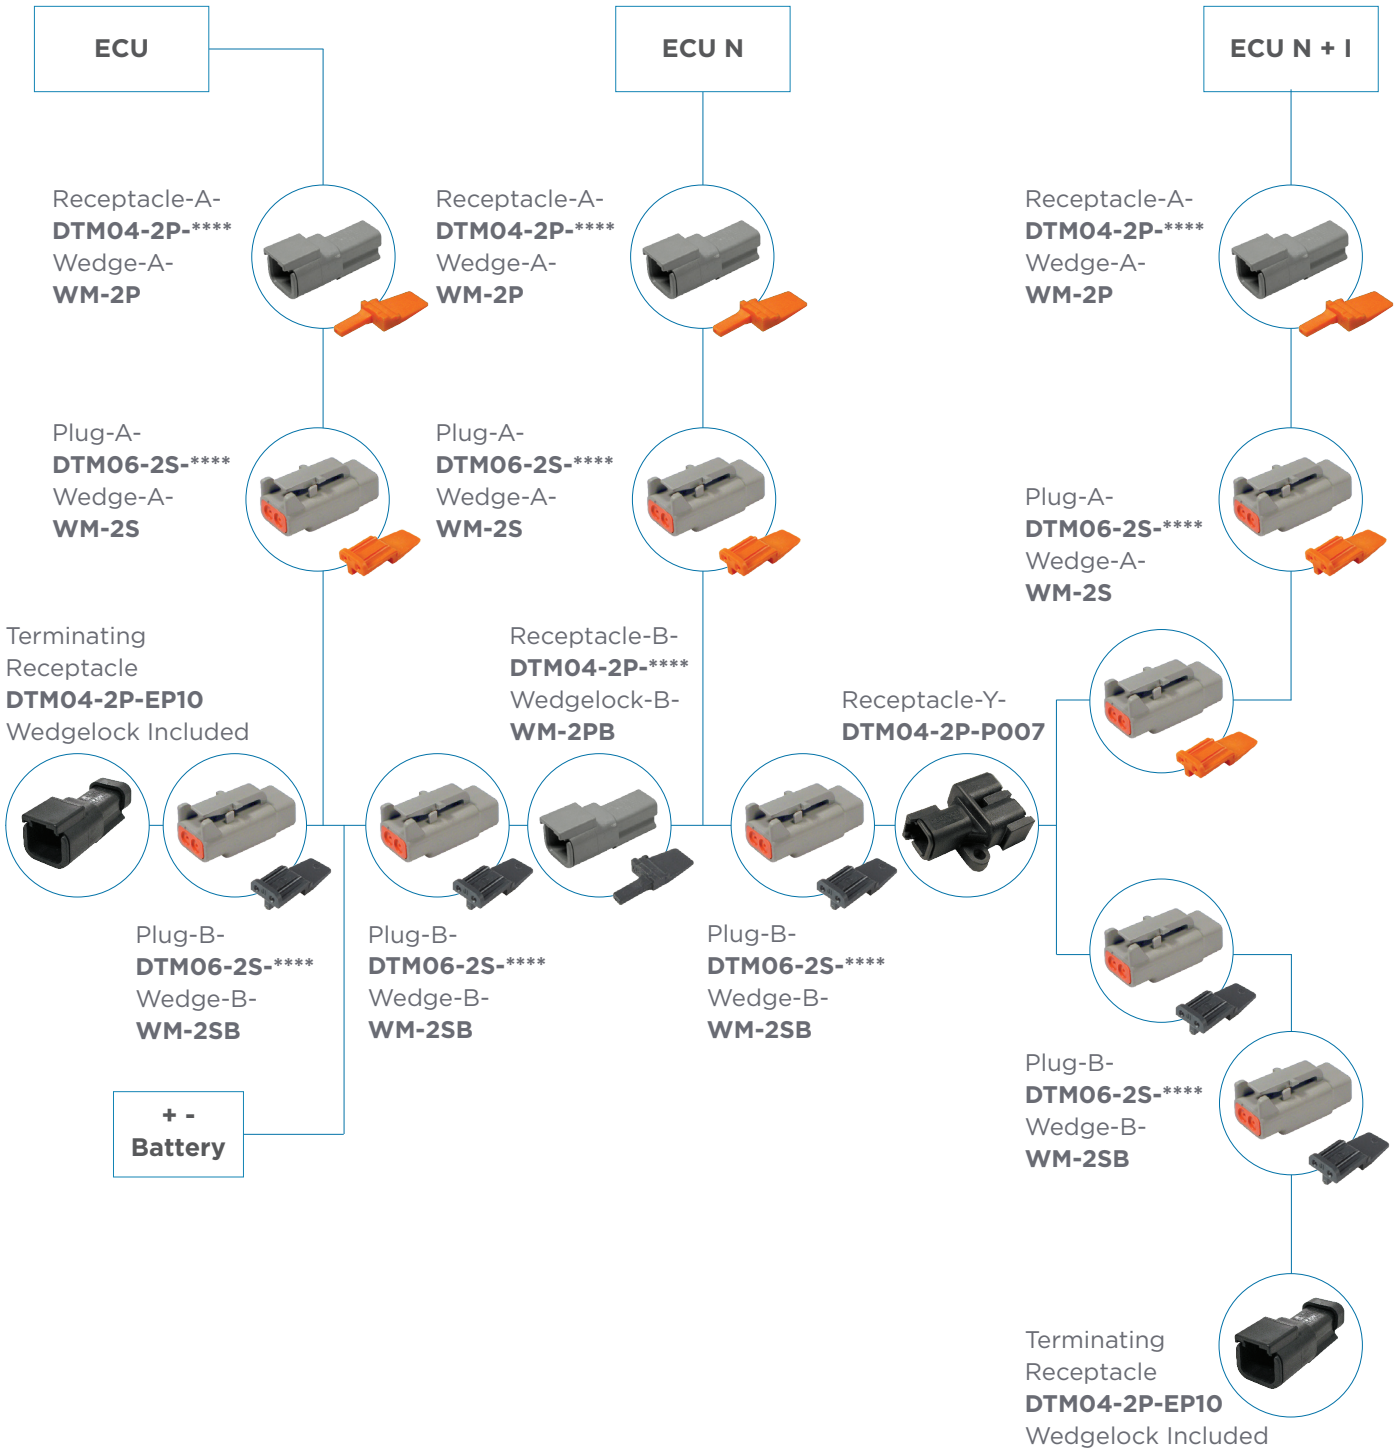 ECU
ECU N
ECU N + I
Receptacle-A-
DTM04-2P-****
Wedge-A-
WM-2P
Receptacle-A-
DTM04-2P-****
Wedge-A-
WM-2P
Receptacle-A-
DTM04-2P-****
Wedge-A-
WM-2P
Plug-A-
DTM06-2S-****
Wedge-A-
WM-2S
Plug-A-
DTM06-2S-****
Wedge-A-
WM-2S
Plug-A-
DTM06-2S-****
Wedge-A-
WM-2S
Terminating
Receptacle
DTM04-2P-EP10
Wedgelock Included
Receptacle-B-
DTM04-2P-****
Wedgelock-B-
WM-2PB
Receptacle-Y-
DTM04-2P-P007
Plug-B-
DTM06-2S-****
Wedge-B-
WM-2SB
Plug-B-
DTM06-2S-****
Wedge-B-
WM-2SB
Plug-B-
DTM06-2S-****
Wedge-B-
WM-2SB
Plug-B-
DTM06-2S-****
Wedge-B-
WM-2SB
+ -
Battery
Terminating
Receptacle
DTM04-2P-EP10
Wedgelock Included